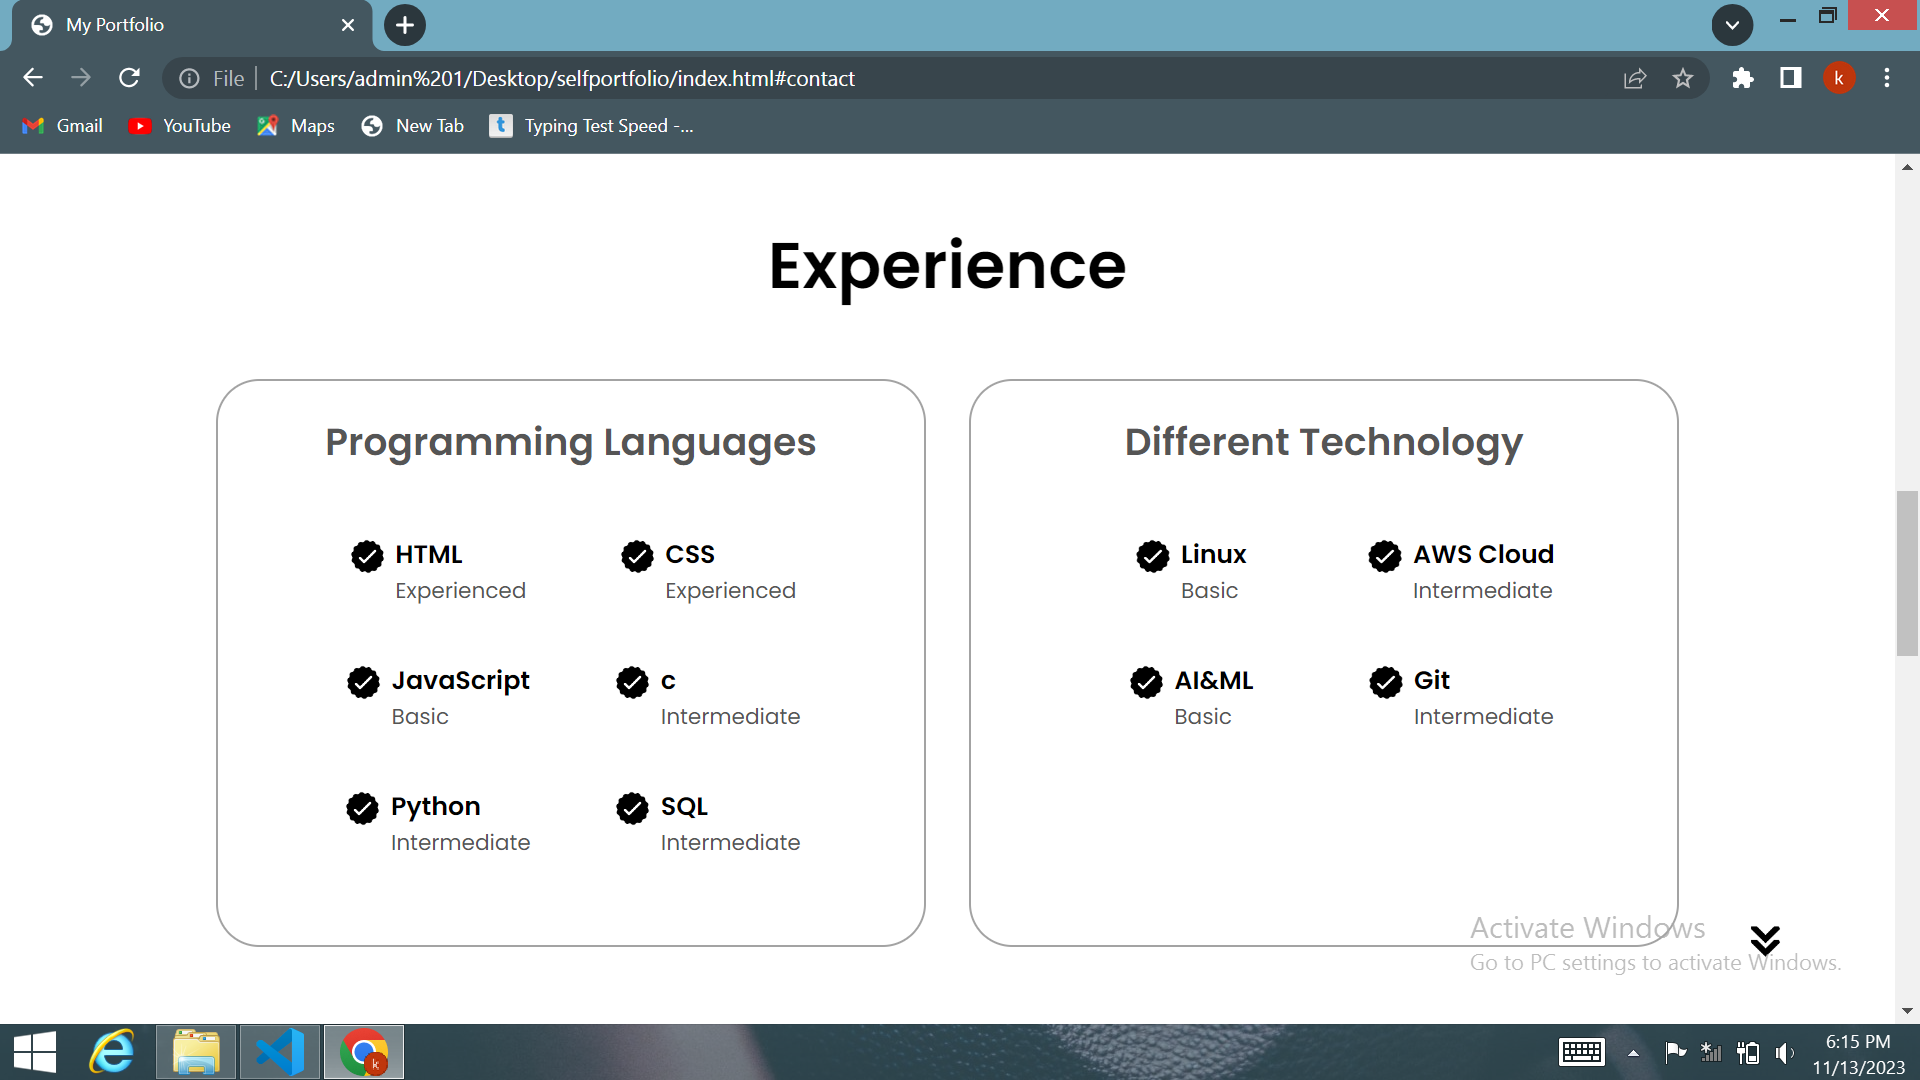 My Portfolio
File C:/Users/admin%201/Desktop/selfportfolio/index.html#contact
k
Gmail YouTube Maps New Tab t Typing Test Speed -...
Experience
Programming Languages
HTML
Experienced
CSS
Experienced
JavaScript
Basic
c
Intermediate
Python
Intermediate
SQL
Intermediate
Different Technology
Linux
Basic
AWS Cloud
Intermediate
AI&ML
Basic
Git
Intermediate
Activate Windows
Go to PC settings to activate Windows.
k
6:15 PM
11/13/2023